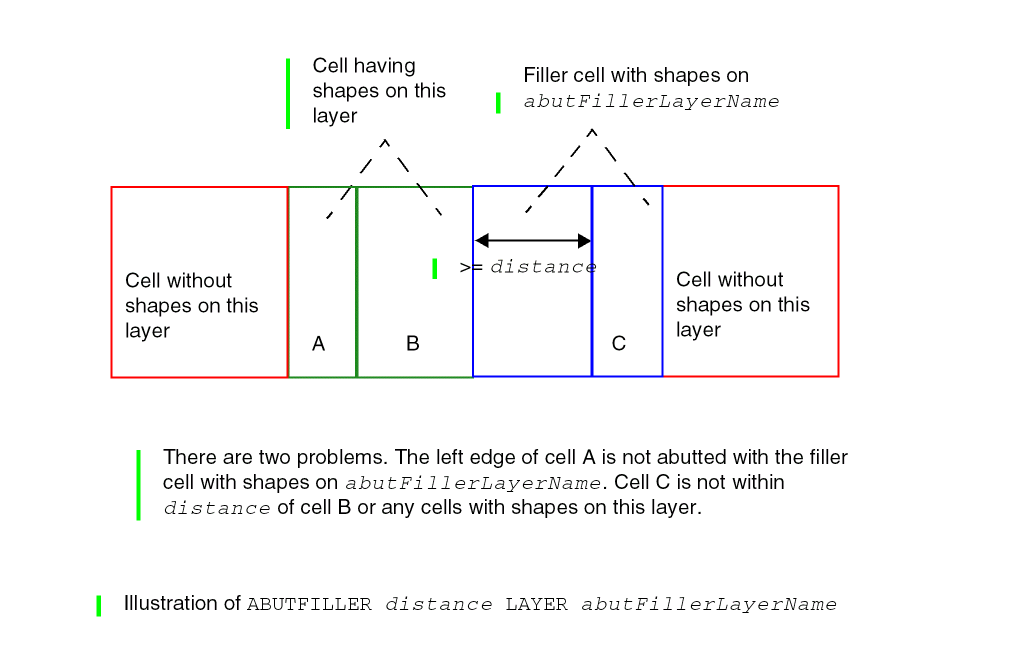 Cell having
shapes on this
layer
Filler cell with shapes on
abutFillerLayerName
Cell without
shapes on this
layer
>= distance
Cell without
shapes on this
layer
A
B
C
There are two problems. The left edge of cell A is not abutted with the filler
cell with shapes on abutFillerLayerName. Cell C is not within
distance of cell B or any cells with shapes on this layer.
Illustration of ABUTFILLER distance LAYER abutFillerLayerName